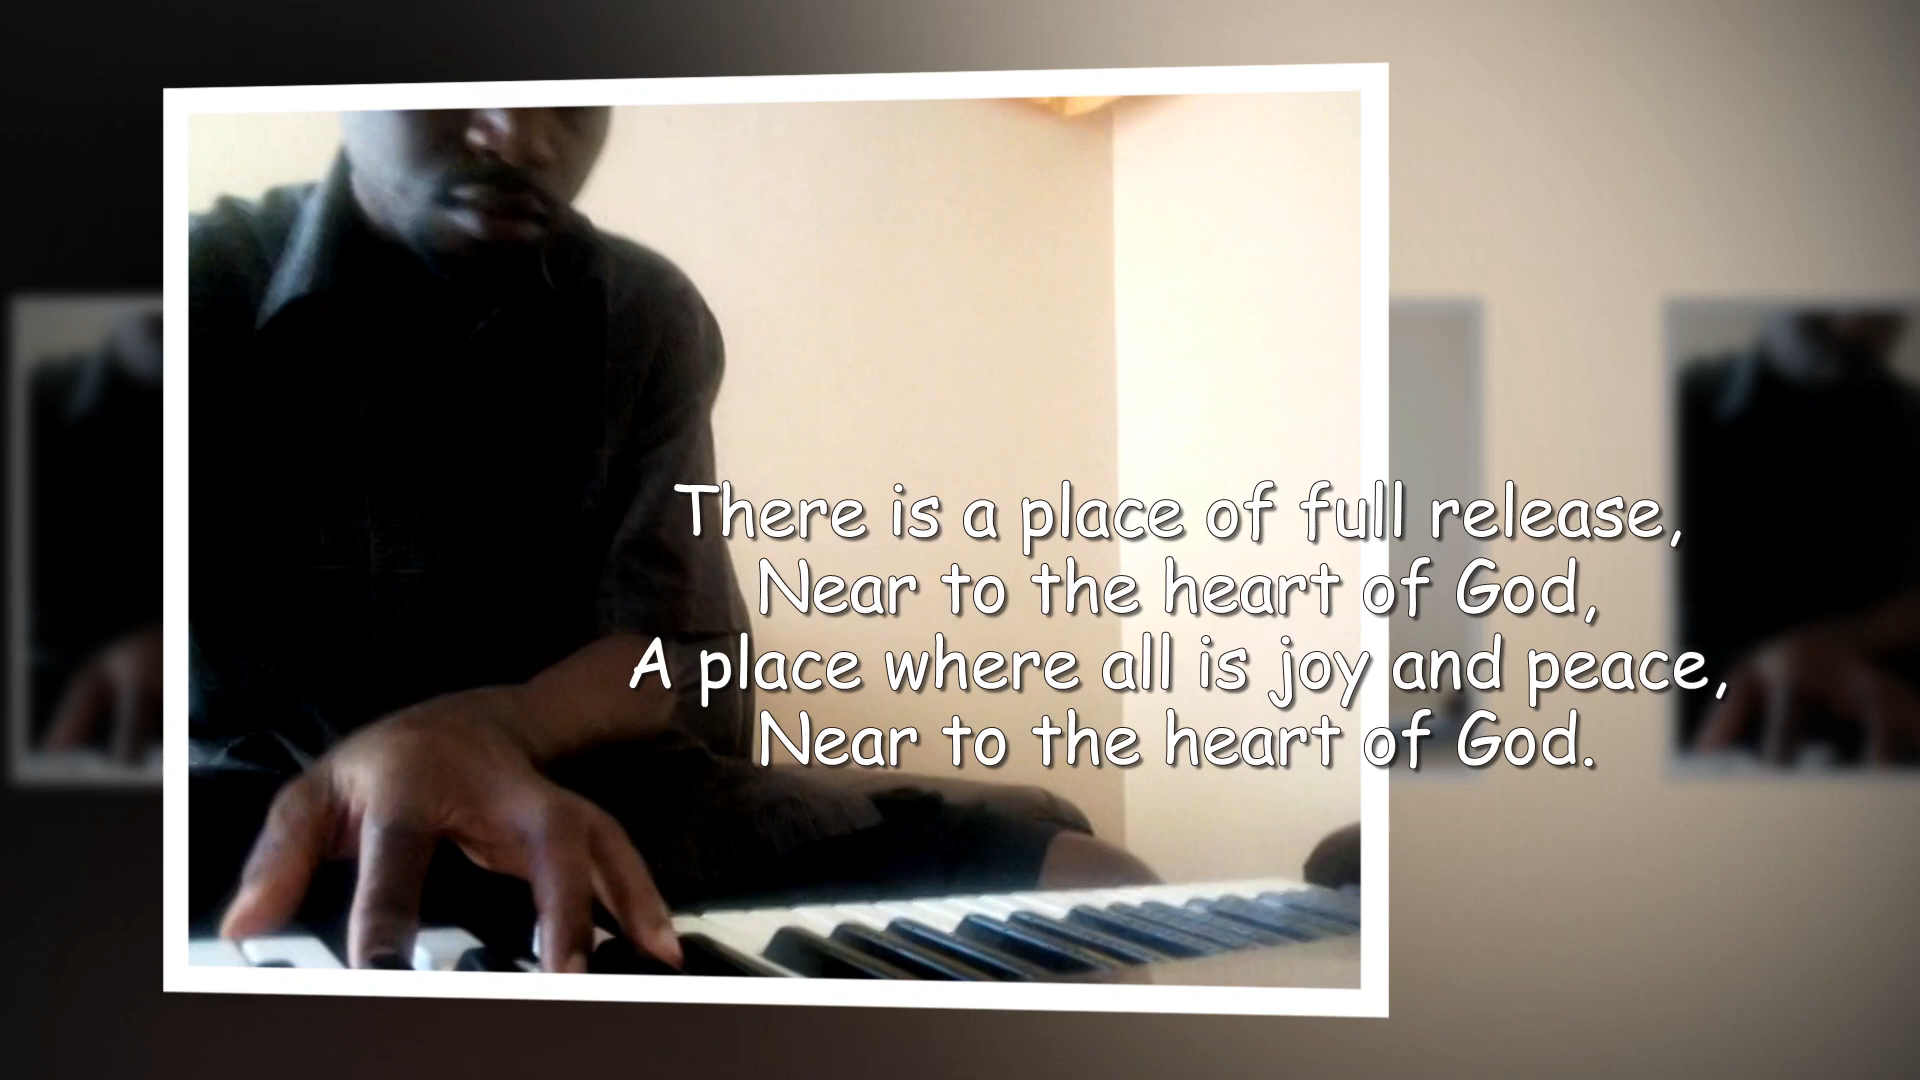 There is a place of full release,
Near to the heart of God,
A place where all is joy and peace,
Near to the heart of God.